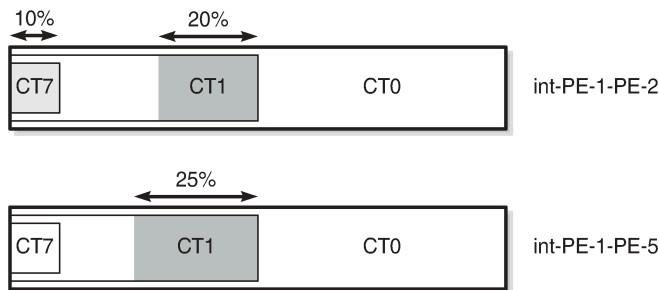 10% 20%
CT7 CT1 CT0 int-PE-1-PE-2
25%
CT7 CT1 CT0 int-PE-1-PE-5